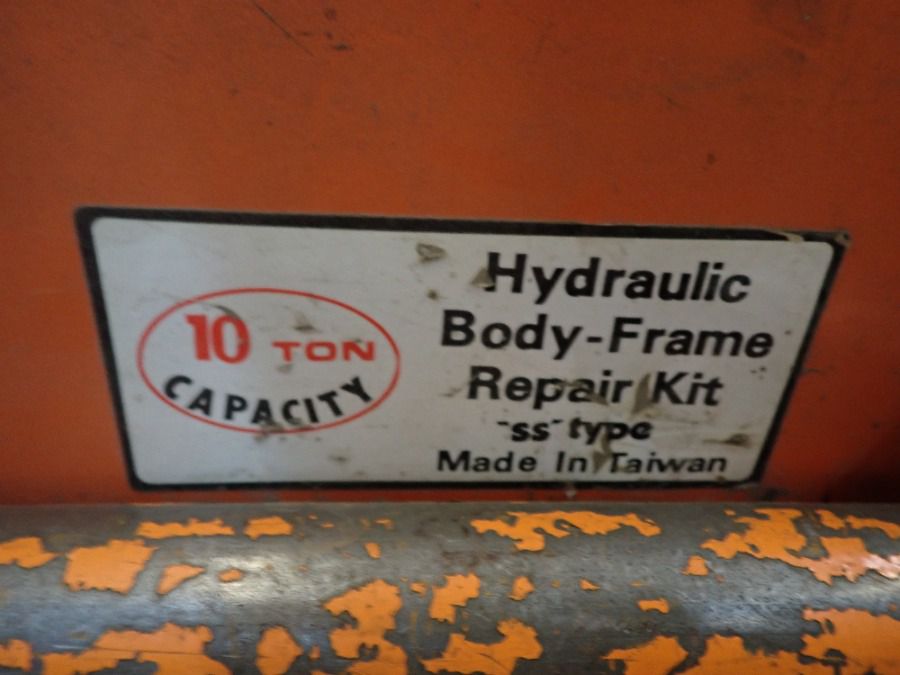 10 TON
CAPACITY
Hydraulic
Body-Frame
Repair Kit
"SS" type
Made In Taiwan